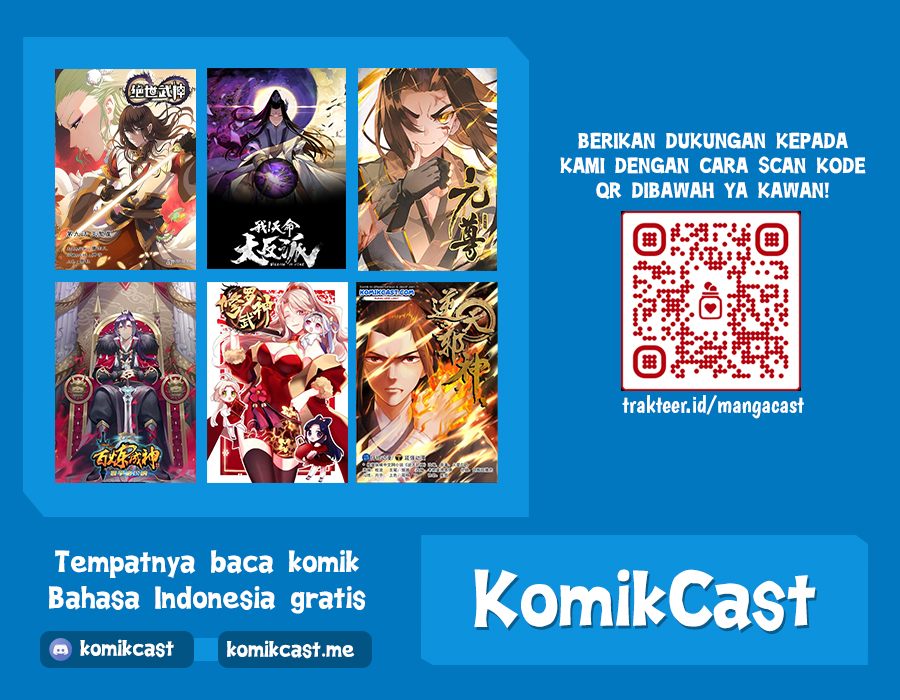 绝世武神
我!天命
大反派
元尊
百炼成神
修罗
武神
KOMIKCAST.COM
逆天
邪神
BERIKAN DUKUNGAN KEPADA
KAMI DENGAN CARA SCAN KODE
QR DIBAWAH YA KAWAN!
trakteer.id/mangacast
Tempatnya baca komik
Bahasa Indonesia gratis
komikcast
komikcast.me
KomikCast